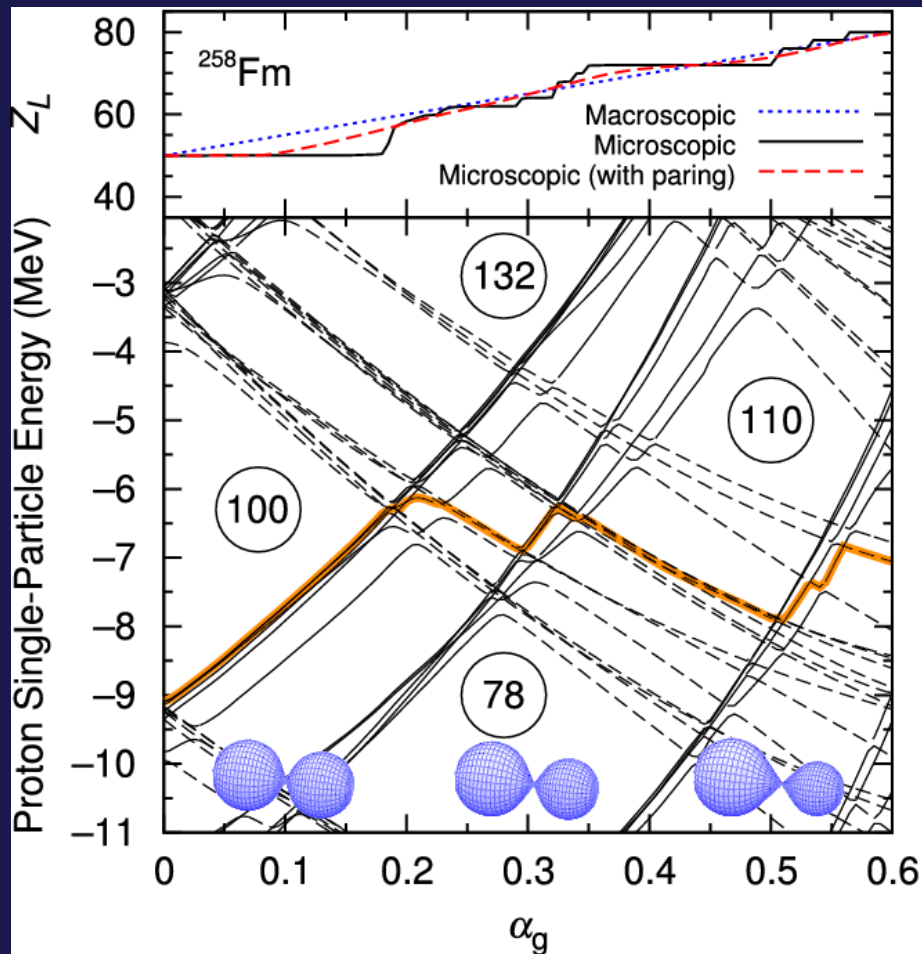 80
60
40
Z_L
²⁵⁸Fm
Macroscopic
Microscopic
Microscopic (with paring)
Proton Single-Particle Energy (MeV)
−3
−4
−5
−6
−7
−8
−9
−10
−11
132
110
100
78
0 0.1 0.2 0.3 0.4 0.5 0.6
α_g